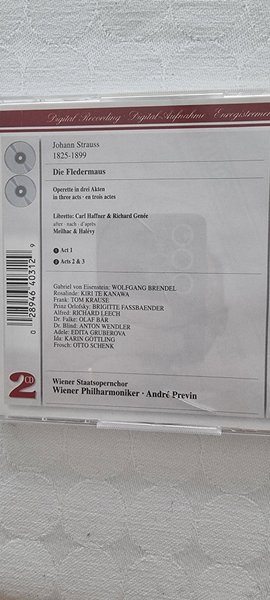 Digital Recording · Digital Aufnahme · Enregistrement
Johann Strauss
1825-1899
Die Fledermaus
Operette in drei Akten
in three acts · en trois actes
Libretto: Carl Haffner & Richard Genée
after · nach · d'après
Meilhac & Halévy
1 Act 1
2 Acts 2 & 3
Gabriel von Eisenstein: WOLFGANG BRENDEL
Rosalinde: KIRI TE KANAWA
Frank: TOM KRAUSE
Prinz Orlofsky: BRIGITTE FASSBAENDER
Alfred: RICHARD LEECH
Dr. Falke: OLAF BÄR
Dr. Blind: ANTON WENDLER
Adele: EDITA GRUBEROVA
Ida: KARIN GÖTTLING
Frosch: OTTO SCHENK
0 28946 40312 9
2 CD
Wiener Staatsopernchor
Wiener Philharmoniker · André Previn